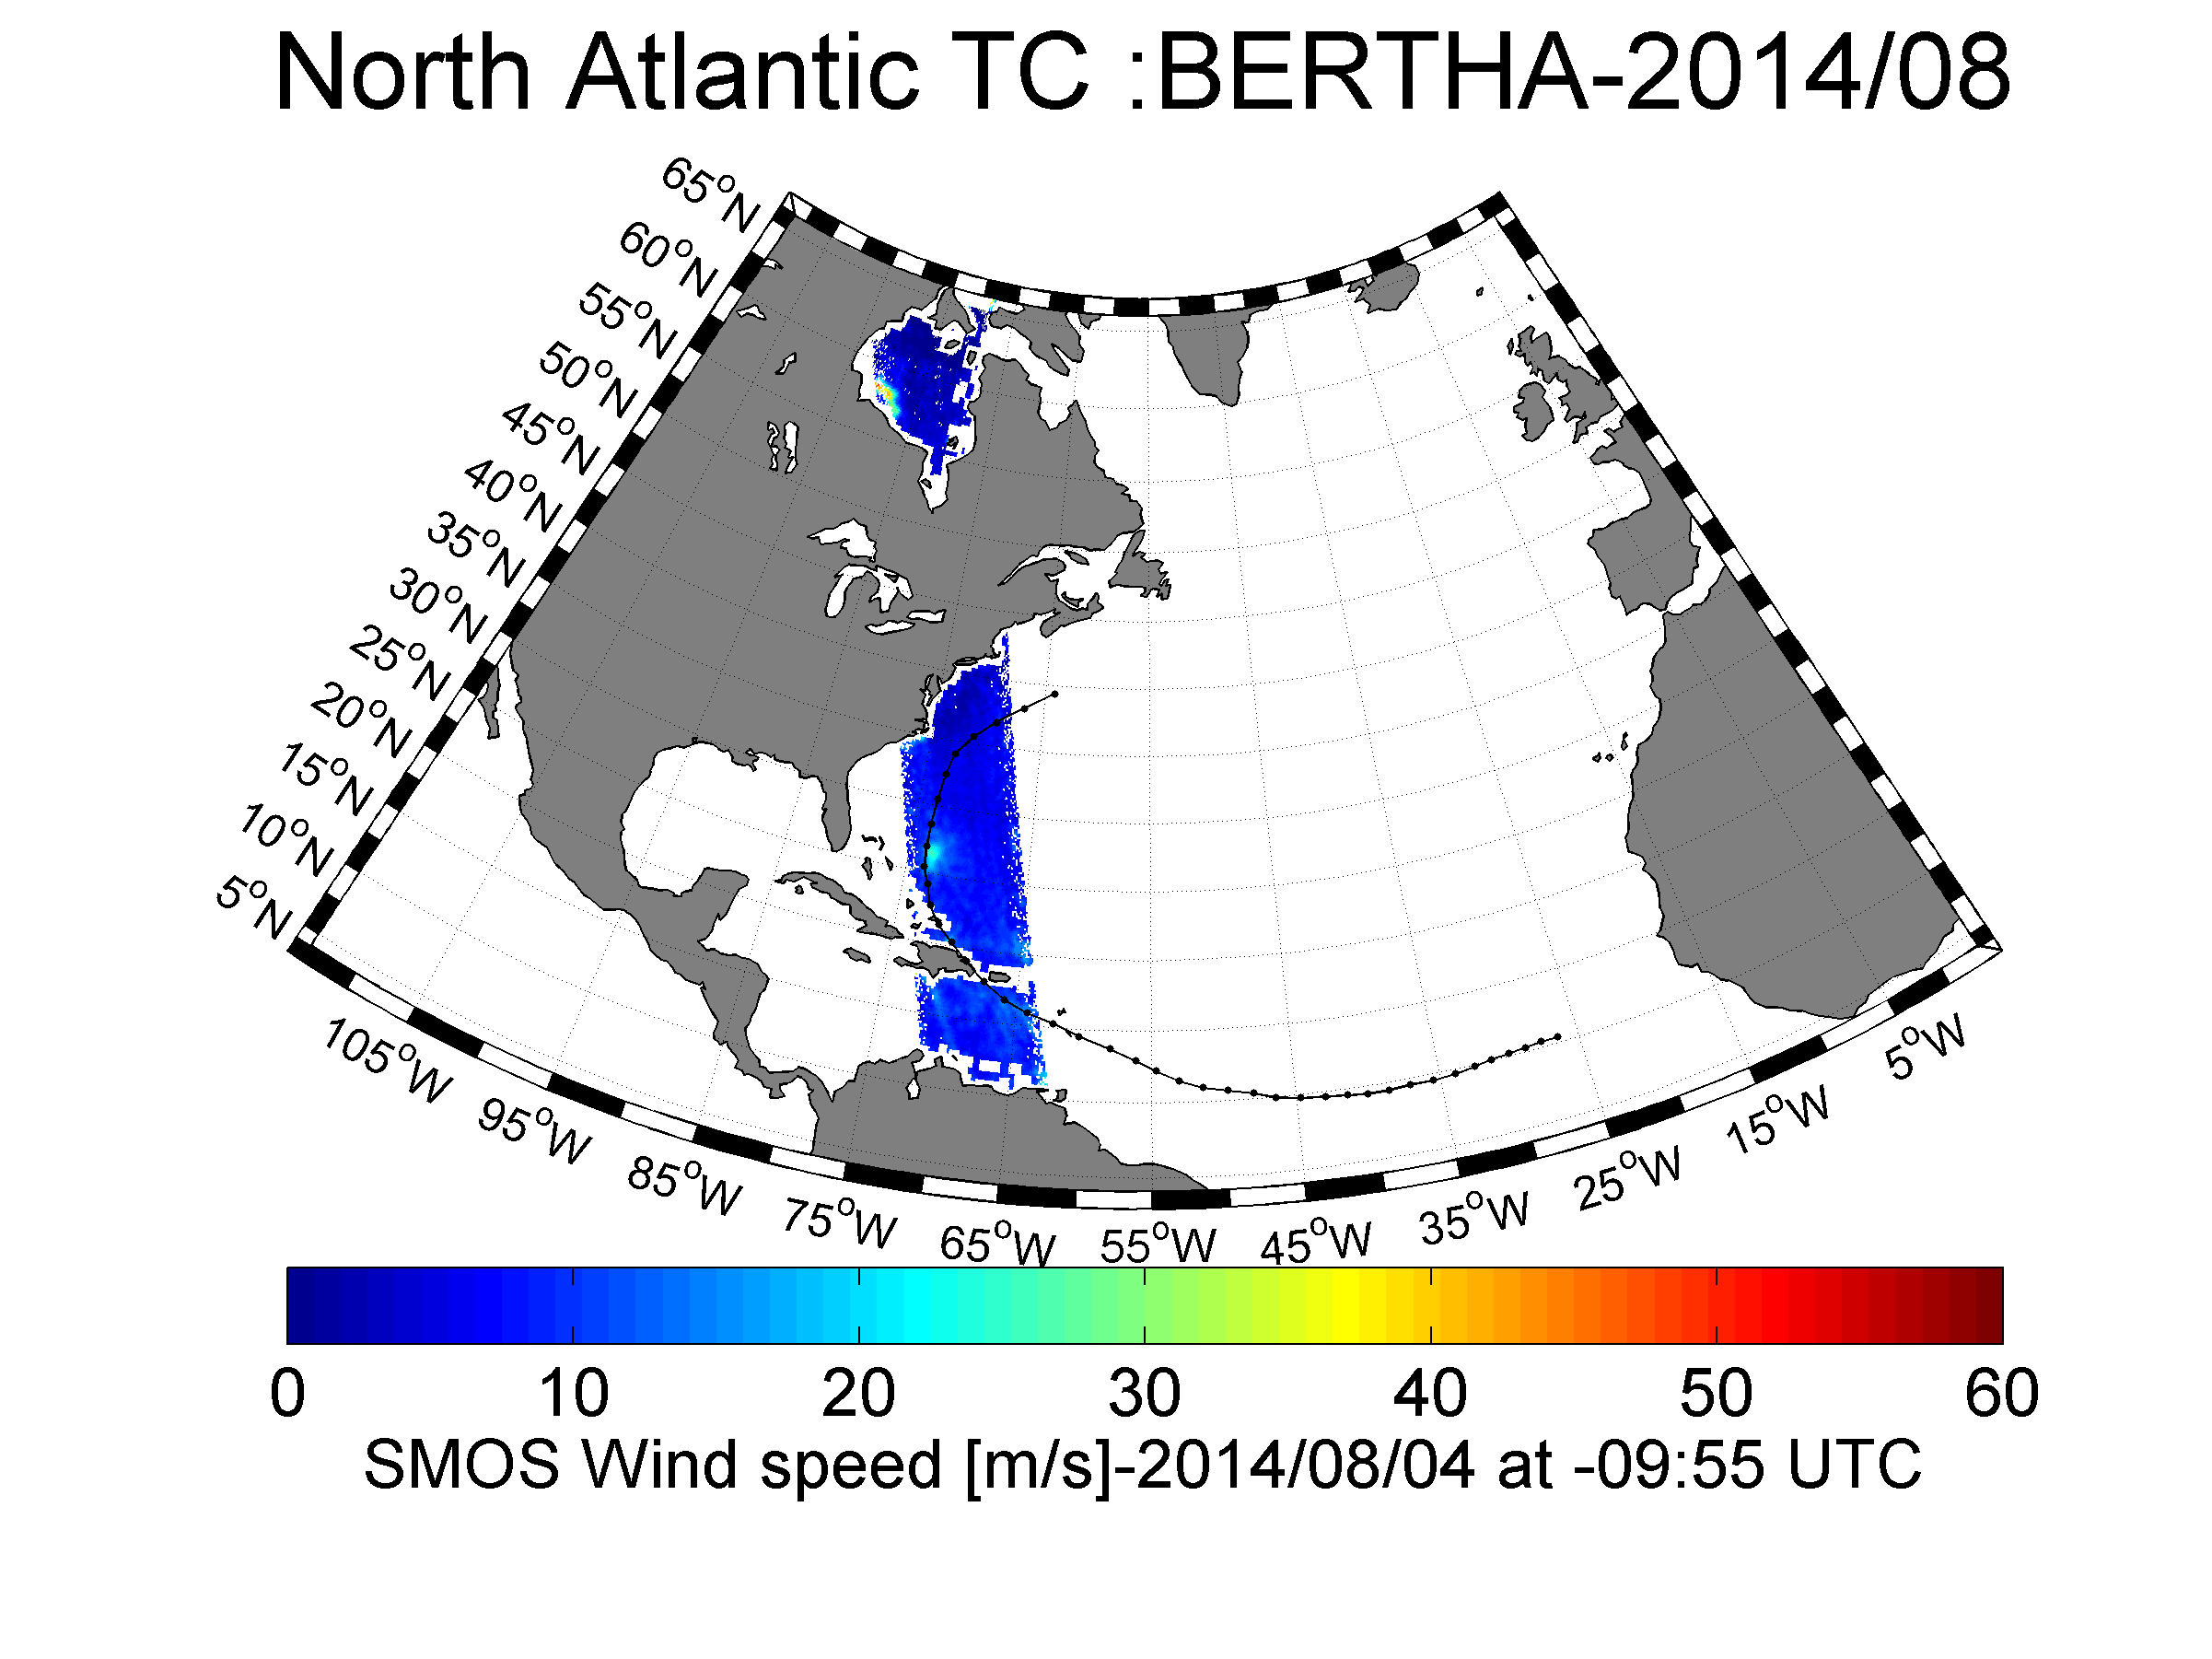 North Atlantic TC :BERTHA-2014/08
65°N
60°N
55°N
50°N
45°N
40°N
35°N
30°N
25°N
20°N
15°N
10°N
5°N
105°W
95°W
85°W
75°W
65°W
55°W
45°W
35°W
25°W
15°W
5°W
0 10 20 30 40 50 60
SMOS Wind speed [m/s]-2014/08/04 at -09:55 UTC